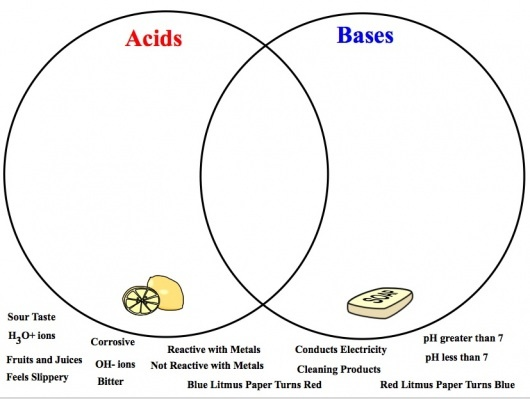 Acids
Bases
SOAP
Sour Taste
H₃O+ ions
Fruits and Juices
Feels Slippery
Corrosive
OH- ions
Bitter
Reactive with Metals
Not Reactive with Metals
Blue Litmus Paper Turns Red
Conducts Electricity
Cleaning Products
pH greater than 7
pH less than 7
Red Litmus Paper Turns Blue